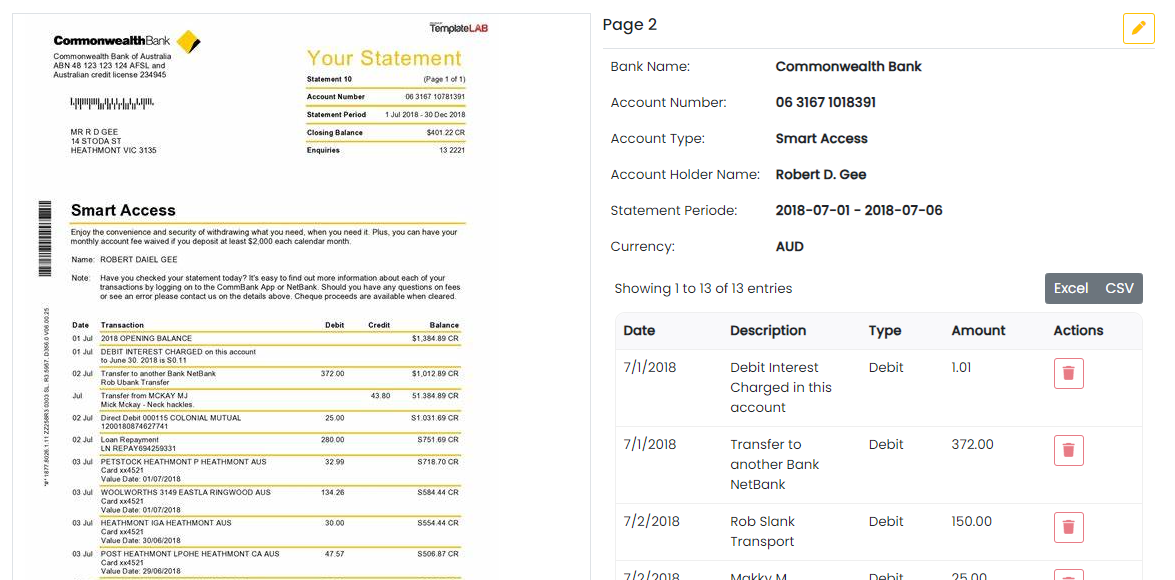 TemplateLAB
CommonwealthBank
Commonwealth Bank of Australia
ABN 48 123 123 124 AFSL and
Australian credit license 234945
Your Statement
Statement 10 (Page 1 of 1)
Account Number 06 3167 10781391
Statement Period 1 Jul 2018 - 30 Dec 2018
Closing Balance $401.22 CR
Enquiries 13 2221
MR R D GEE
14 STODA ST
HEATHMONT VIC 3135
Smart Access
Enjoy the convenience and security of withdrawing what you need, when you need it. Plus, you can have your
monthly account fee waived if you deposit at least $2,000 each calendar month.
Name: ROBERT DAIEL GEE
Note: Have you checked your statement today? It's easy to find out more information about each of your
transactions by logging on to the CommBank App or NetBank. Should you have any questions on fees
or see an error please contact us on the details above. Cheque proceeds are available when cleared.
Date Transaction Debit Credit Balance
01 Jul 2018 OPENING BALANCE $1,384.89 CR
01 Jul DEBIT INTEREST CHARGED on this account
to June 30. 2018 is S0.11
02 Jul Transfer to another Bank NetBank 372.00 $1,012.89 CR
Rob Ubank Transfer
Jul Transfer from MCKAY MJ 43.80 51.384.89 CR
Mick Mckay - Neck hackles.
02 Jul Direct Debit 000115 COLONIAL MUTUAL 25.00 S1.031.69 CR
1200180874627741
02 Jul Loan Repayment 280.00 S751.69 CR
LN REPAY694259331
03 Jul PETSTOCK HEATHMONT P HEATHMONT AUS 32.99 S718.70 CR
Card xx4521
Value Date: 01/07/2018
03 Jul WOOLWORTHS 3149 EASTLA RINGWOOD AUS 134.26 S584.44 CR
Card xx4521
Value Date: 01/07/2018
03 Jul HEATHMONT IGA HEATHMONT AUS 30.00 S554.44 CR
Card xx4521
Value Date: 30/06/2018
03 Jul POST HEATHMONT LPOHE HEATHMONT CA AUS 47.57 S506.87 CR
Card xx4521
Value Date: 29/06/2018
Page 2
Bank Name: Commonwealth Bank
Account Number: 06 3167 1018391
Account Type: Smart Access
Account Holder Name: Robert D. Gee
Statement Periode: 2018-07-01 - 2018-07-06
Currency: AUD
Showing 1 to 13 of 13 entries
Excel CSV
Date Description Type Amount Actions
7/1/2018 Debit Interest Debit 1.01
Charged in this
account
7/1/2018 Transfer to Debit 372.00
another Bank
NetBank
7/2/2018 Rob Slank Debit 150.00
Transport
7/2/2018 Makky M Debit 25.00